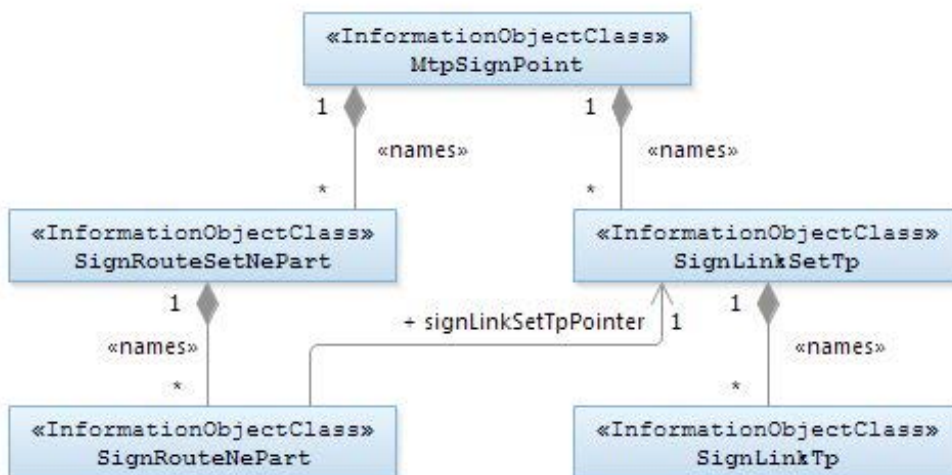 «InformationObjectClass»
MtpSignPoint
1
1
«names»
«names»
*
*
«InformationObjectClass»
SignRouteSetNePart
«InformationObjectClass»
SignLinkSetTp
1
1
1
+ signLinkSetTpPointer
«names»
«names»
*
*
«InformationObjectClass»
SignRouteNePart
«InformationObjectClass»
SignLinkTp